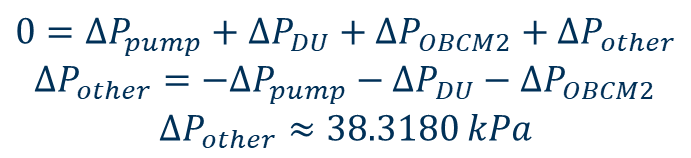 0 = ΔP_pump + ΔP_DU + ΔP_OBCM2 + ΔP_other
ΔP_other = −ΔP_pump − ΔP_DU − ΔP_OBCM2
ΔP_other ≈ 38.3180 kPa